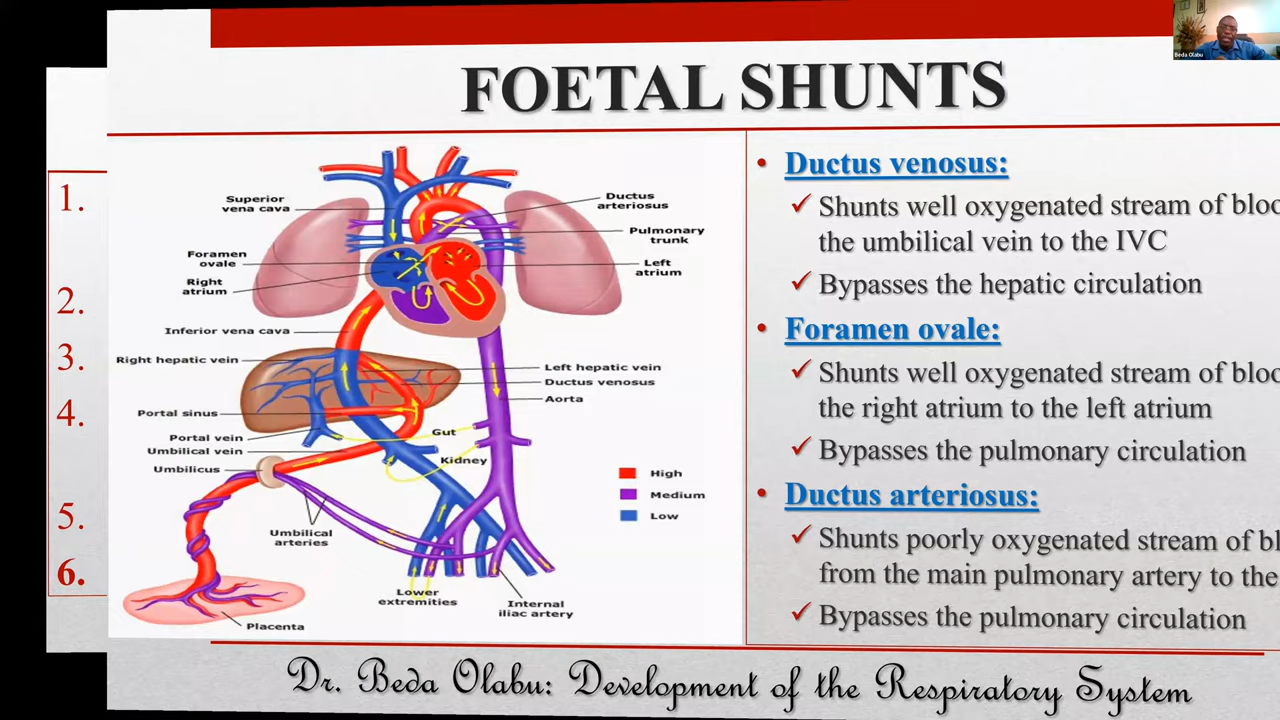 Beda Olabu
FOETAL SHUNTS
1.
2.
3.
4.
5.
6.
Superior
vena cava
Foramen
ovale
Right
atrium
Inferior vena cava
Right hepatic vein
Portal sinus
Portal vein
Umbilical vein
Umbilicus
Umbilical
arteries
Placenta
Ductus
arteriosus
Pulmonary
trunk
Left
atrium
Left hepatic vein
Ductus venosus
Aorta
Gut
Kidney
High
Medium
Low
Lower
extremities
Internal
iliac artery
• Ductus venosus:
✓ Shunts well oxygenated stream of
the umbilical vein to the IVC
✓ Bypasses the hepatic circulation
• Foramen ovale:
✓ Shunts well oxygenated stream of
the right atrium to the left atrium
✓ Bypasses the pulmonary circulation
• Ductus arteriosus:
✓ Shunts poorly oxygenated stream of
from the main pulmonary artery to the
✓ Bypasses the pulmonary circulation
Dr. Beda Olabu: Development of the Respiratory System